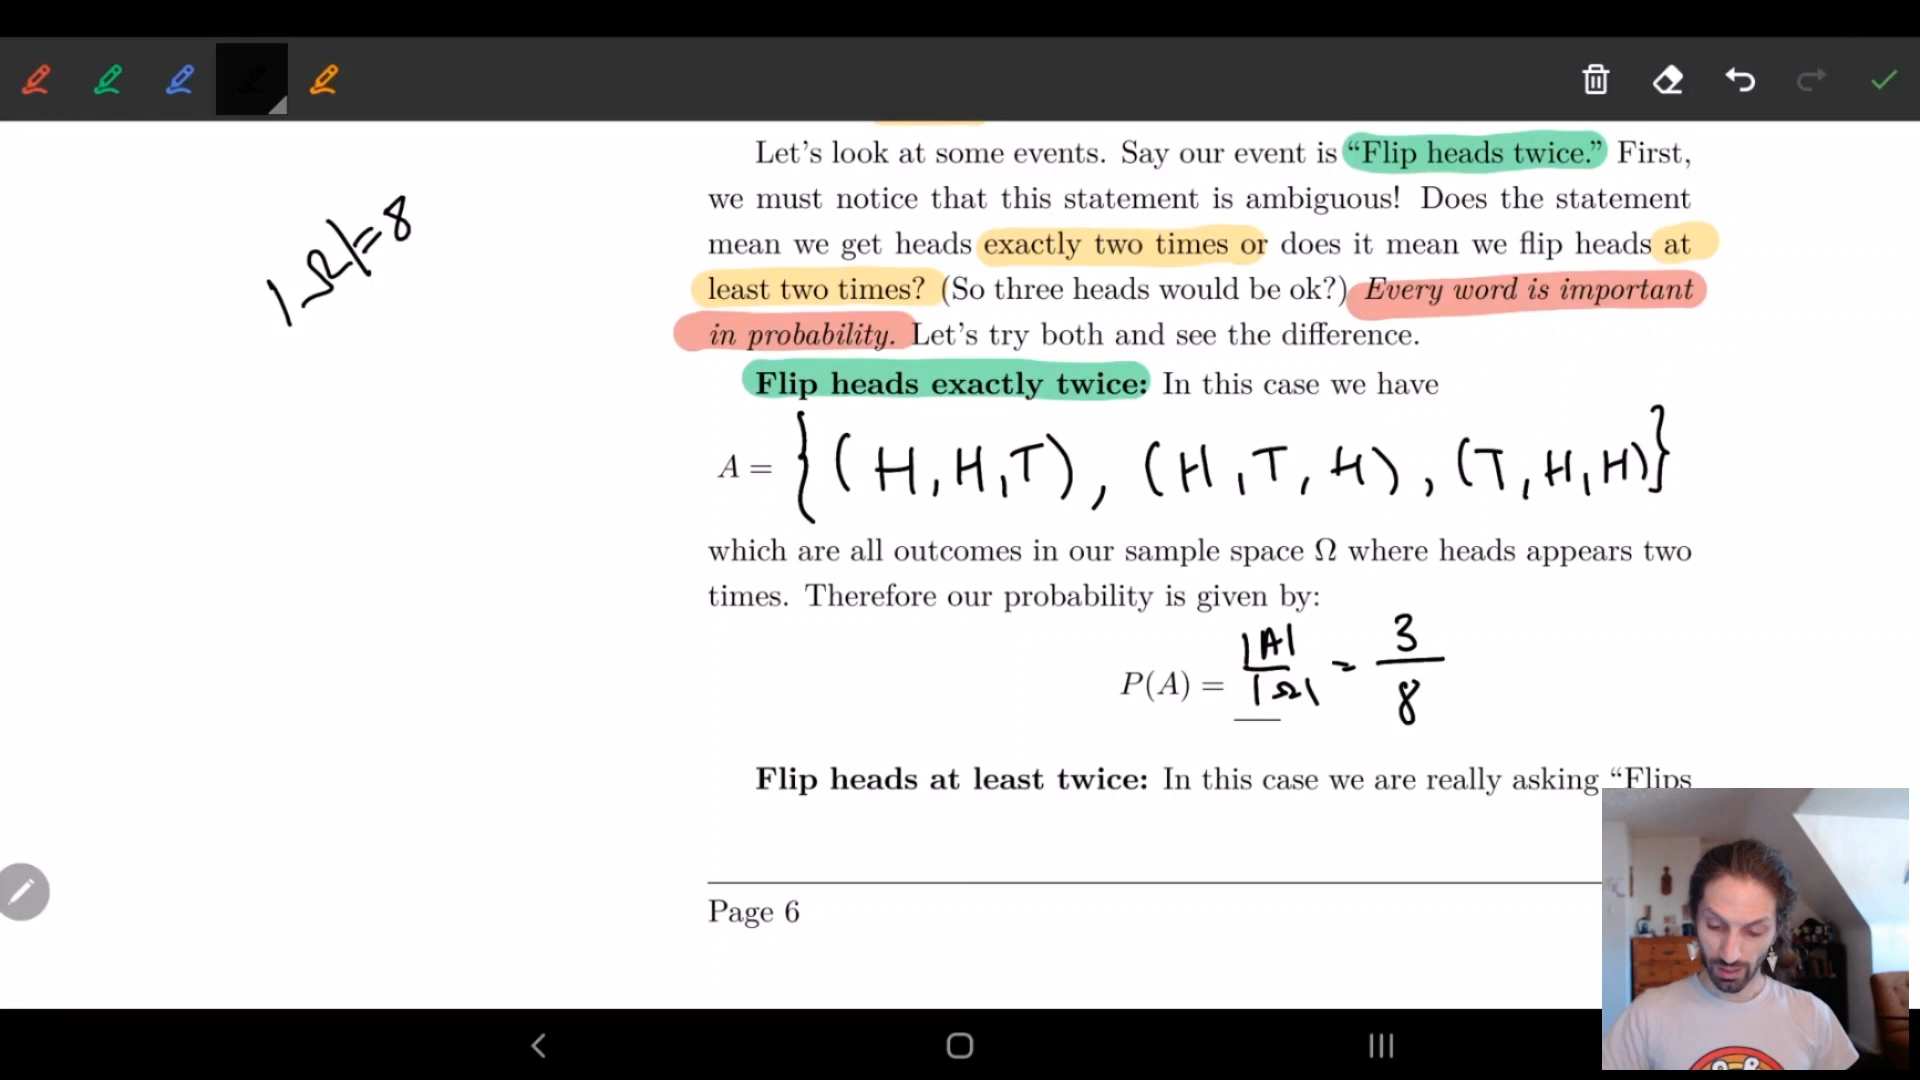 Let’s look at some events. Say our event is “Flip heads twice.” First,
we must notice that this statement is ambiguous! Does the statement
mean we get heads exactly two times or does it mean we flip heads at
least two times? (So three heads would be ok?) Every word is important
in probability. Let’s try both and see the difference.
|Ω|=8
Flip heads exactly twice: In this case we have
A = {(H,H,T), (H,T,H), (T,H,H)}
which are all outcomes in our sample space Ω where heads appears two
times. Therefore our probability is given by:
P(A) = |A|/|Ω| = 3/8
Flip heads at least twice: In this case we are really asking “Flips
Page 6